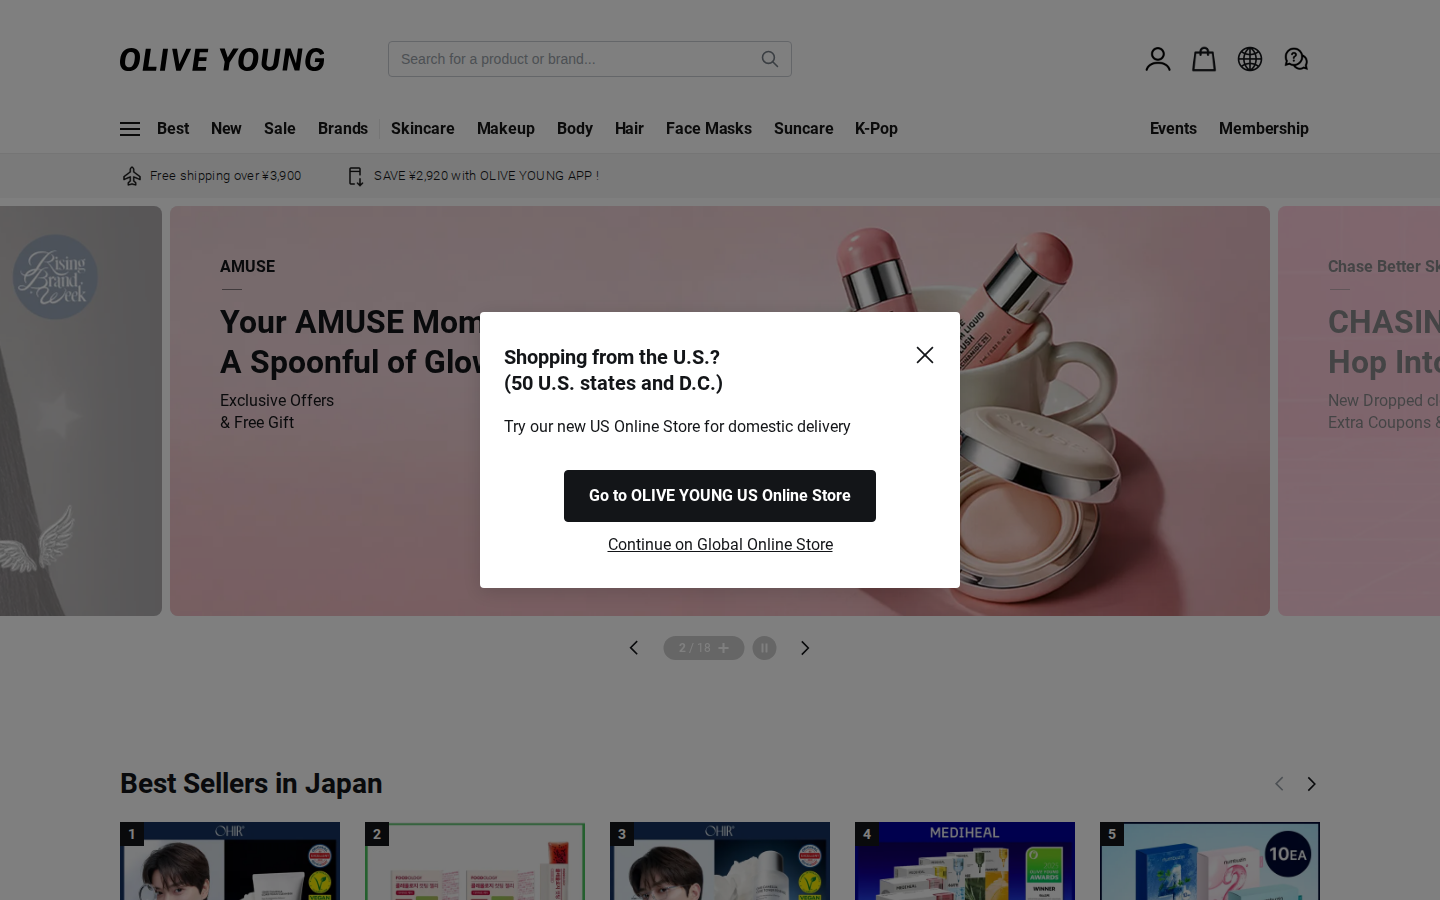 OLIVE YOUNG
Search for a product or brand...
Best
New
Sale
Brands
Skincare
Makeup
Body
Hair
Face Masks
Suncare
K-Pop
Events
Membership
Free shipping over ¥3,900
SAVE ¥2,920 with OLIVE YOUNG APP !
Rising
Brand
Week
AMUSE
Your AMUSE Mom
A Spoonful of Glow
Exclusive Offers
& Free Gift
Chase Better Sk
CHASIN
Hop Into
New Dropped cl
Extra Coupons &
Shopping from the U.S.?
(50 U.S. states and D.C.)
Try our new US Online Store for domestic delivery
Go to OLIVE YOUNG US Online Store
Continue on Global Online Store
2 / 18
Best Sellers in Japan
1
OHIR
2
3
OHIR
4
MEDIHEAL
WINNER
5
10EA